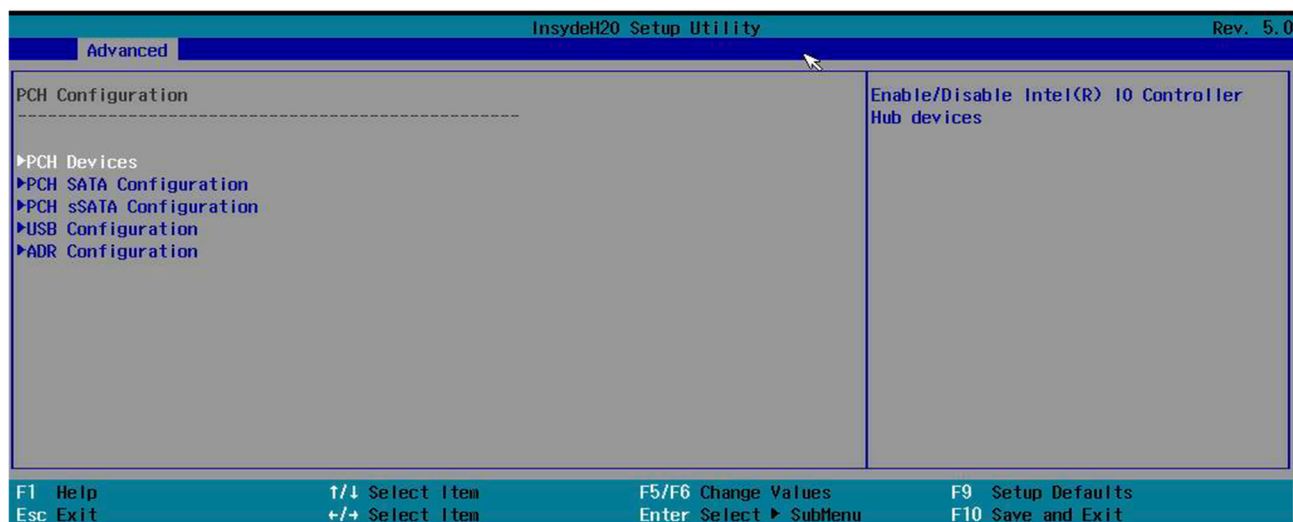 InsydeH20 Setup Utility Rev. 5.0
Advanced
PCH Configuration
--------------------------------------------------
▶PCH Devices
▶PCH SATA Configuration
▶PCH sSATA Configuration
▶USB Configuration
▶ADR Configuration
Enable/Disable Intel(R) IO Controller
Hub devices
F1 Help ↑/↓ Select Item F5/F6 Change Values F9 Setup Defaults
Esc Exit ←/→ Select Item Enter Select ▶ SubMenu F10 Save and Exit